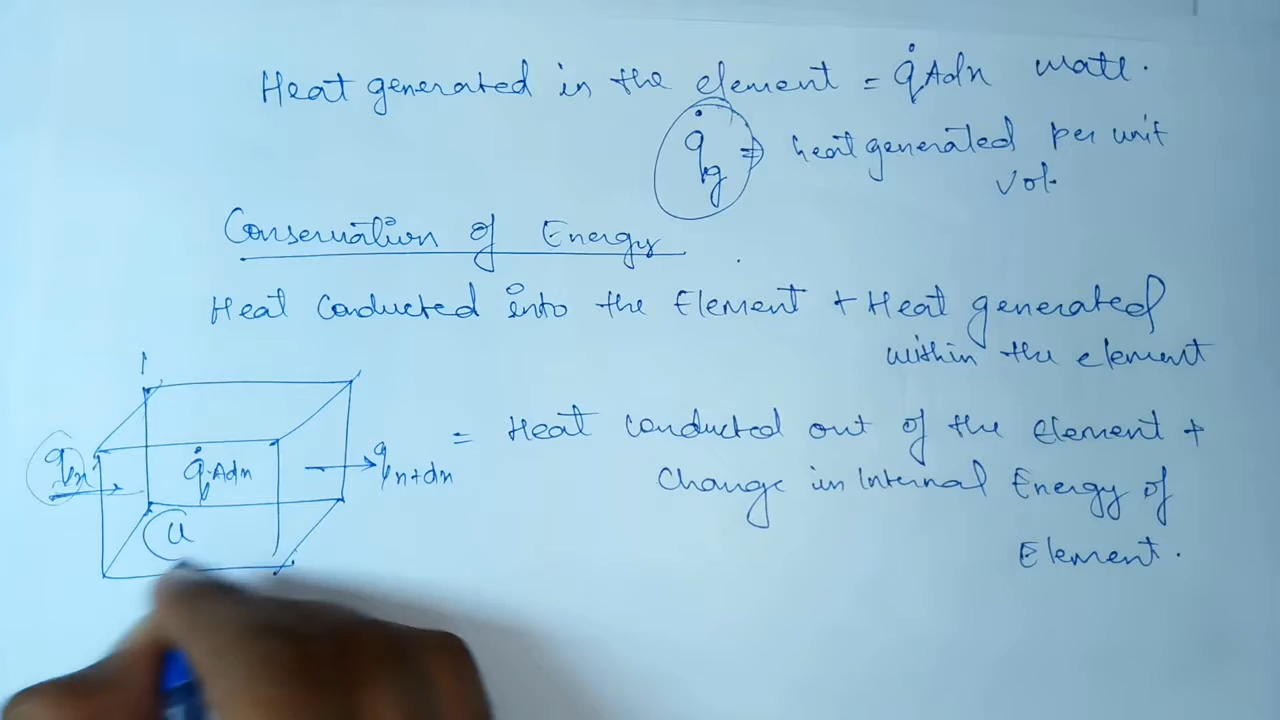 Heat generated in the element = q̇Adx watt.
q̇g ⇒ heat generated per unit
vol.
Conservation of Energy
Heat conducted into the Element + Heat generated
within the element
= Heat conducted out of the Element +
Change in Internal Energy of
Element.
qx
q̇Adx
qx+dx
u